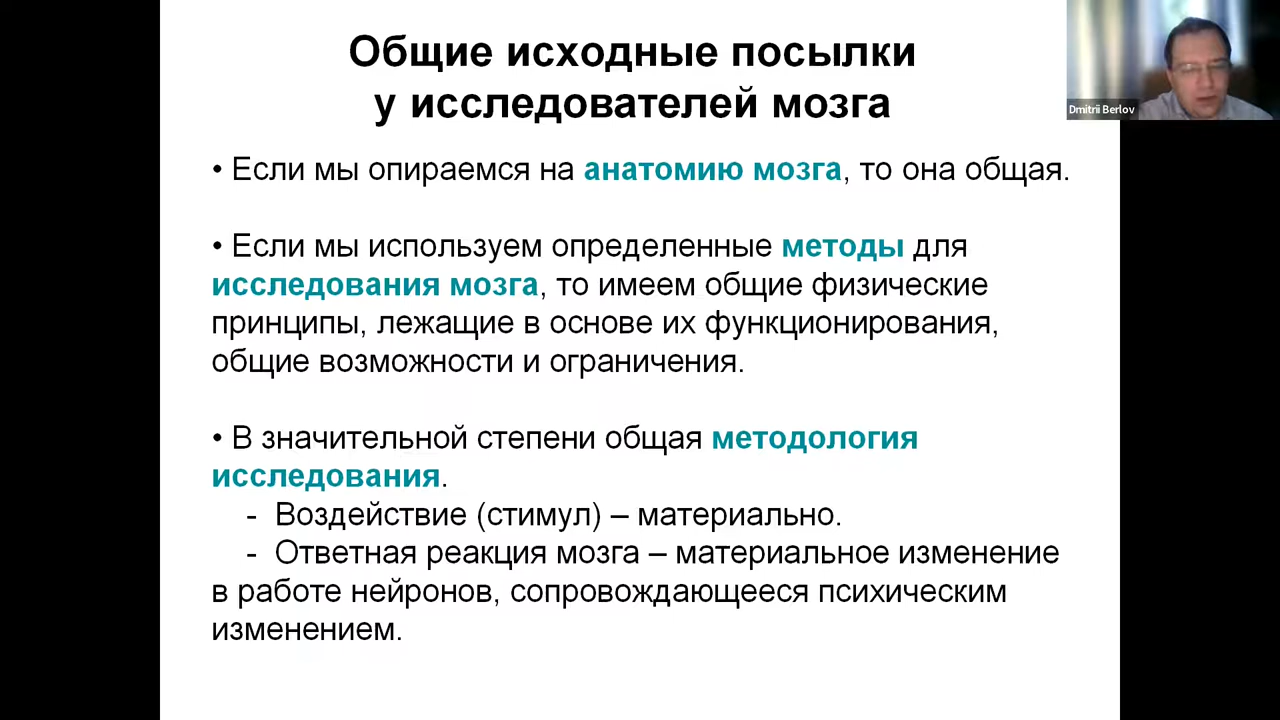 Общие исходные посылки
у исследователей мозга
Dmitrii Berlov
• Если мы опираемся на анатомию мозга, то она общая.
• Если мы используем определенные методы для
исследования мозга, то имеем общие физические
принципы, лежащие в основе их функционирования,
общие возможности и ограничения.
• В значительной степени общая методология
исследования.
- Воздействие (стимул) – материально.
- Ответная реакция мозга – материальное изменение
в работе нейронов, сопровождающееся психическим
изменением.